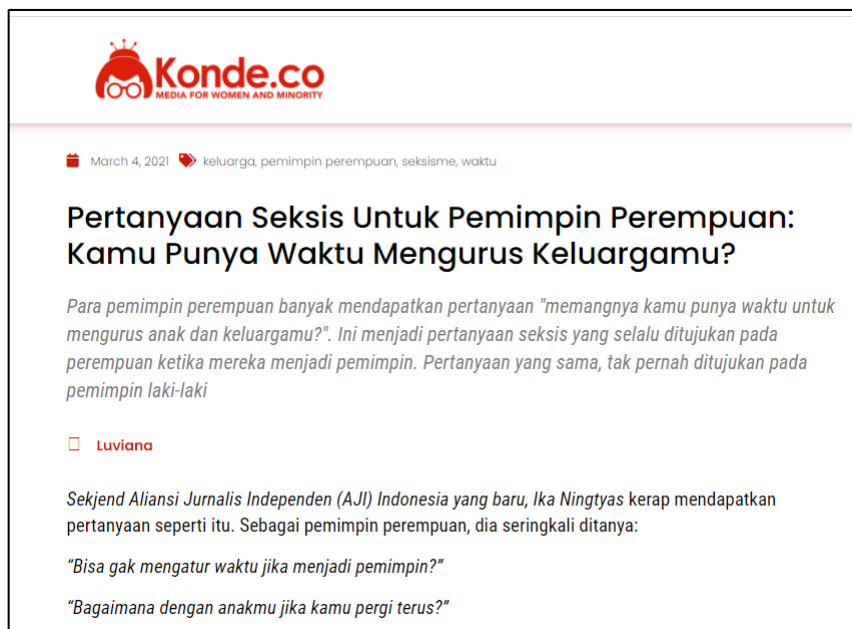 Konde.co
MEDIA FOR WOMEN AND MINORITY
March 4, 2021 keluarga, pemimpin perempuan, seksisme, waktu
Pertanyaan Seksis Untuk Pemimpin Perempuan:
Kamu Punya Waktu Mengurus Keluargamu?
Para pemimpin perempuan banyak mendapatkan pertanyaan "memangnya kamu punya waktu untuk
mengurus anak dan keluargamu?". Ini menjadi pertanyaan seksis yang selalu ditujukan pada
perempuan ketika mereka menjadi pemimpin. Pertanyaan yang sama, tak pernah ditujukan pada
pemimpin laki-laki
Luviana
Sekjend Aliansi Jurnalis Independen (AJI) Indonesia yang baru, Ika Ningtyas kerap mendapatkan
pertanyaan seperti itu. Sebagai pemimpin perempuan, dia seringkali ditanya:
“Bisa gak mengatur waktu jika menjadi pemimpin?”
“Bagaimana dengan anakmu jika kamu pergi terus?”